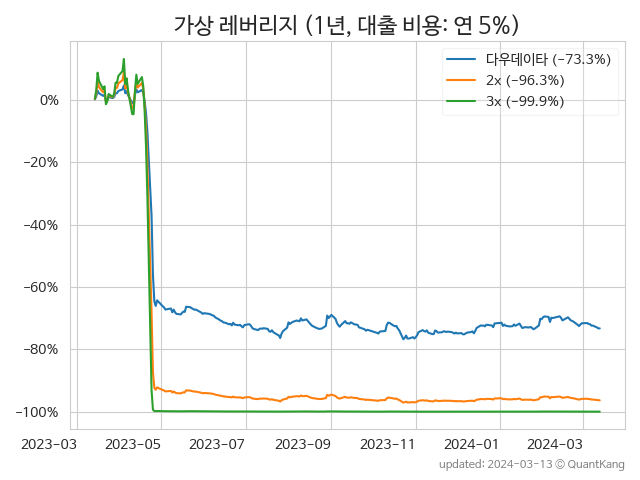 가상 레버리지 (1년, 대출 비용: 연 5%)
다우데이타 (−73.3%)
2x (−96.3%)
3x (−99.9%)
0%
−20%
−40%
−60%
−80%
−100%
2023-03 2023-05 2023-07 2023-09 2023-11 2024-01 2024-03
updated: 2024-03-13 © QuantKang